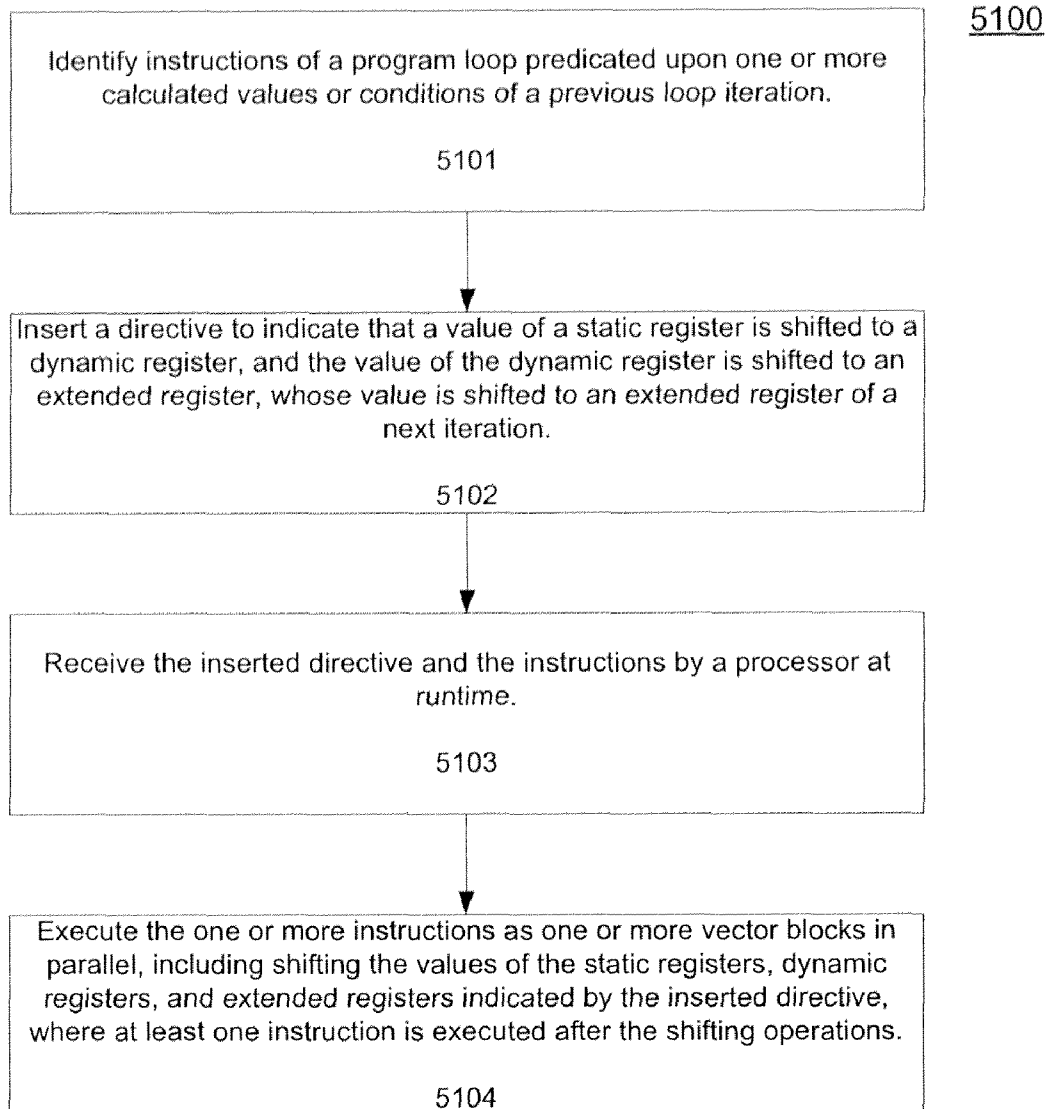 5100
Identify instructions of a program loop predicated upon one or more
calculated values or conditions of a previous loop iteration.
5101
Insert a directive to indicate that a value of a static register is shifted to a
dynamic register, and the value of the dynamic register is shifted to an
extended register, whose value is shifted to an extended register of a
next iteration.
5102
Receive the inserted directive and the instructions by a processor at
runtime.
5103
Execute the one or more instructions as one or more vector blocks in
parallel, including shifting the values of the static registers, dynamic
registers, and extended registers indicated by the inserted directive,
where at least one instruction is executed after the shifting operations.
5104